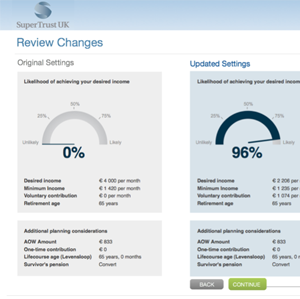 SuperTrust UK
Review Changes
Original Settings
Likelihood of achieving your desired income
50%
25%
75%
Unlikely
Likely
0%
Desired income € 4 000 per month
Minimum Income € 1 420 per month
Voluntary contribution € 0 per month
Retirement age 65 years
Additional planning considerations
AOW Amount € 833
One-time contribution € 0
Lifecourse age (Levensloop) 65 years, 0 months
Survivor's pension Convert
Updated Settings
Likelihood of achieving your desired income
50%
25%
75%
Unlikely
Likely
96%
Desired income € 2 208 per
Minimum Income € 1 235 per
Voluntary contribution € 1 074 per
Retirement age 65 years
Additional planning considerations
AOW Amount € 833
One-time contribution € 0
Lifecourse age (Levensloop) 65 years, 0
Survivor's pension Convert
BACK
CONTINUE